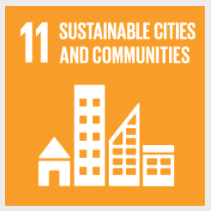 11 SUSTAINABLE CITIES
AND COMMUNITIES